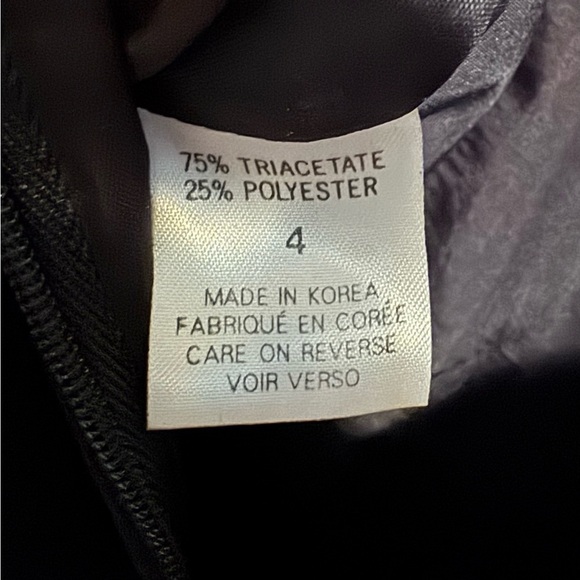 75% TRIACETATE
25% POLYESTER
4
MADE IN KOREA
FABRIQUÉ EN CORÉE
CARE ON REVERSE
VOIR VERSO